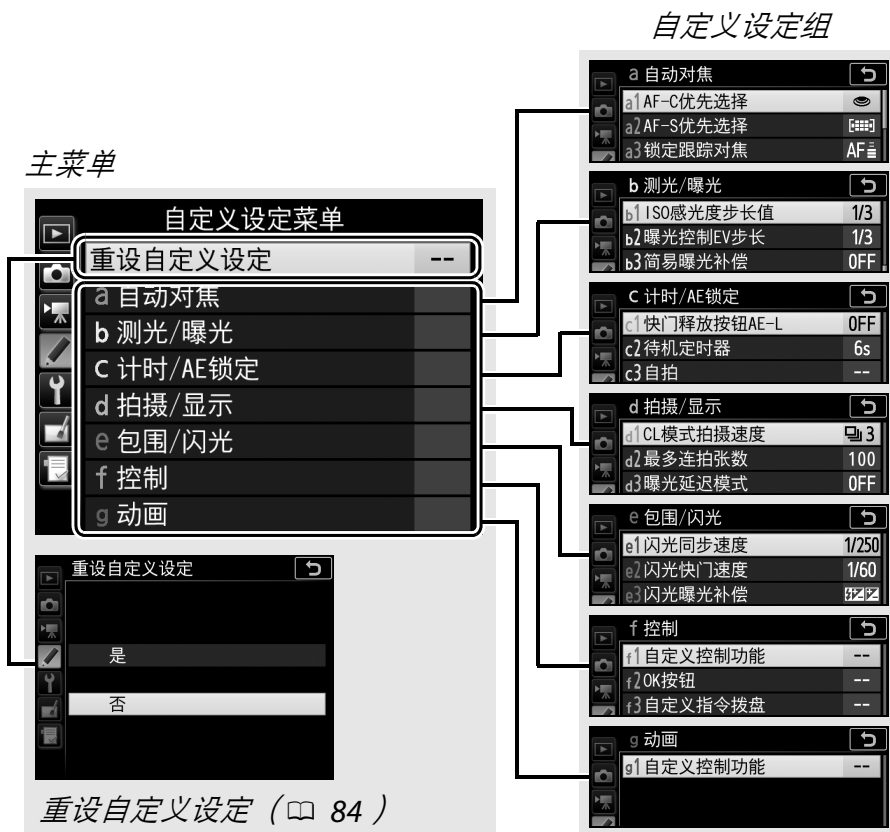 自定义设定组
主菜单
自定义设定菜单
重设自定义设定 --
a 自动对焦
b 测光/曝光
c 计时/AE锁定
d 拍摄/显示
e 包围/闪光
f 控制
g 动画
重设自定义设定
是
否
重设自定义设定（ 84 ）
a 自动对焦
a1 AF-C优先选择
a2 AF-S优先选择
a3 锁定跟踪对焦 AF
b 测光/曝光
b1 ISO感光度步长值 1/3
b2 曝光控制EV步长 1/3
b3 简易曝光补偿 OFF
c 计时/AE锁定
c1 快门释放按钮AE-L OFF
c2 待机定时器 6s
c3 自拍 --
d 拍摄/显示
d1 CL模式拍摄速度 3
d2 最多连拍张数 100
d3 曝光延迟模式 OFF
e 包围/闪光
e1 闪光同步速度 1/250
e2 闪光快门速度 1/60
e3 闪光曝光补偿
f 控制
f1 自定义控制功能 --
f2 OK按钮 --
f3 自定义指令拨盘 --
g 动画
g1 自定义控制功能 --